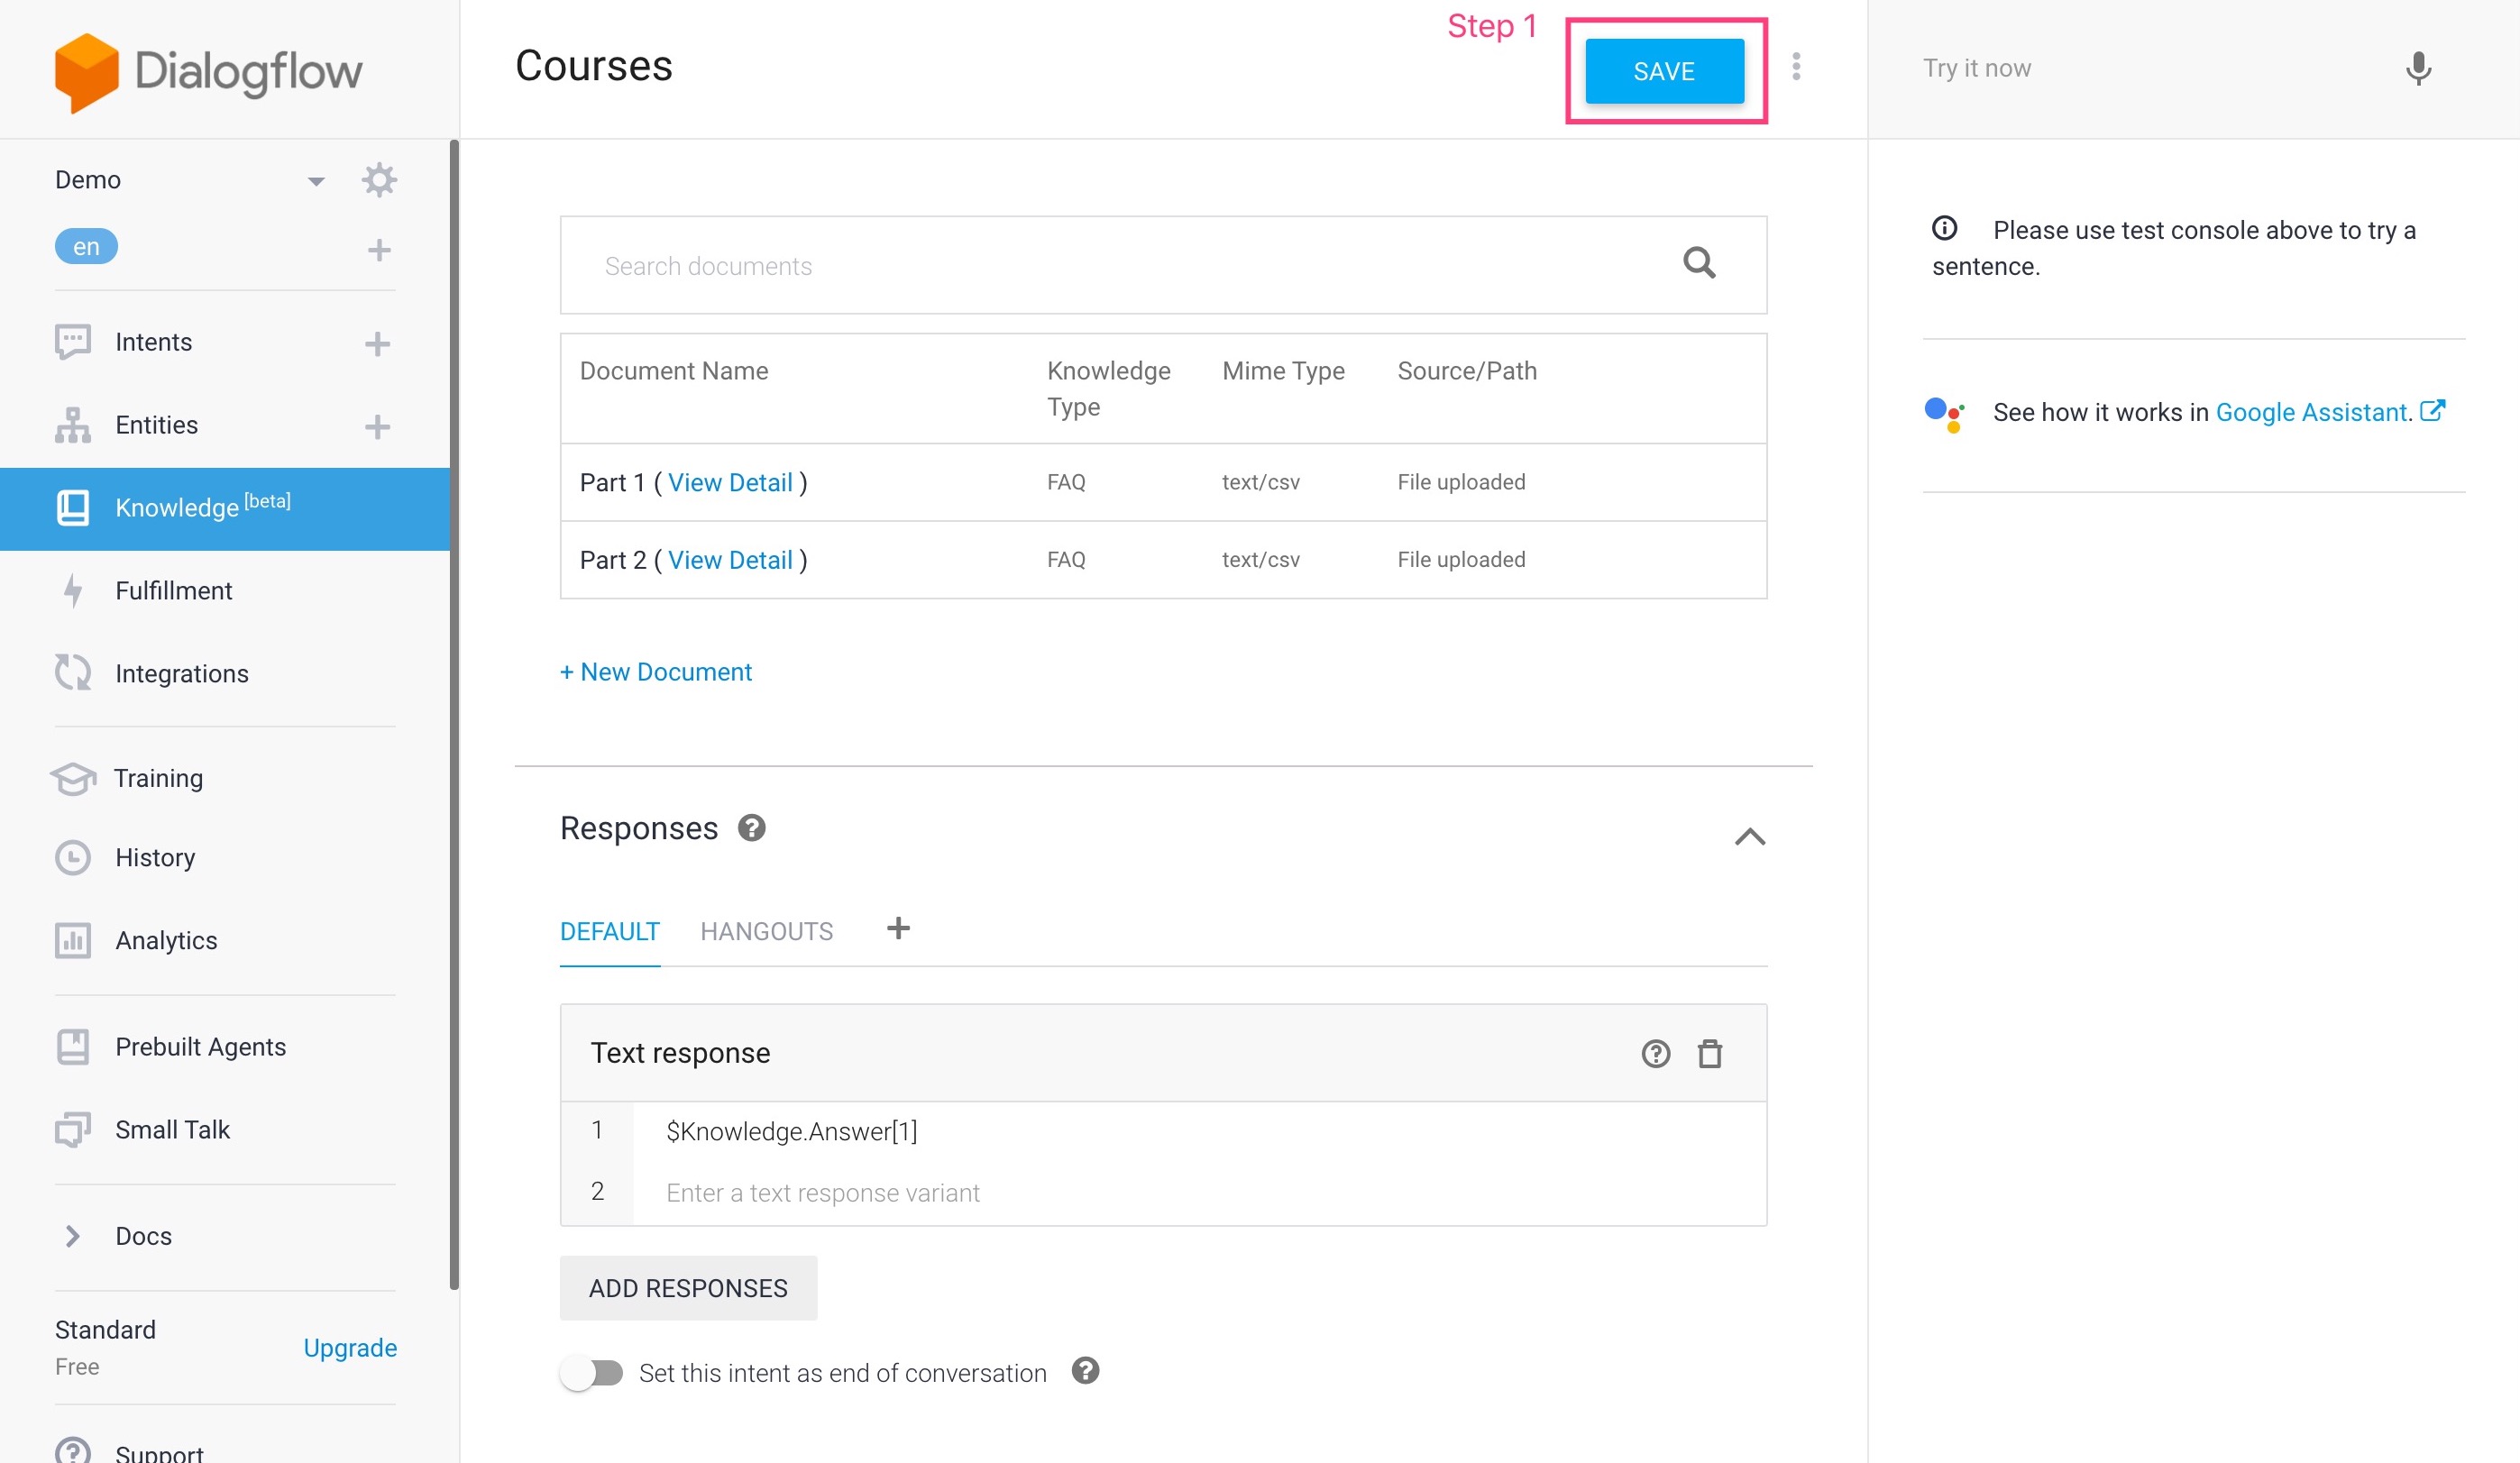 Dialogflow
Demo
en
Intents
Entities
Knowledge [beta]
Fulfillment
Integrations
Training
History
Analytics
Prebuilt Agents
Small Talk
Docs
Standard
Free
Upgrade
Support
Courses
Step 1
SAVE
Search documents
Document Name Knowledge Type Mime Type Source/Path
Part 1 ( View Detail ) FAQ text/csv File uploaded
Part 2 ( View Detail ) FAQ text/csv File uploaded
+ New Document
Responses
DEFAULT HANGOUTS
Text response
1 $Knowledge.Answer[1]
2 Enter a text response variant
ADD RESPONSES
Set this intent as end of conversation
Try it now
Please use test console above to try a
sentence.
See how it works in Google Assistant.